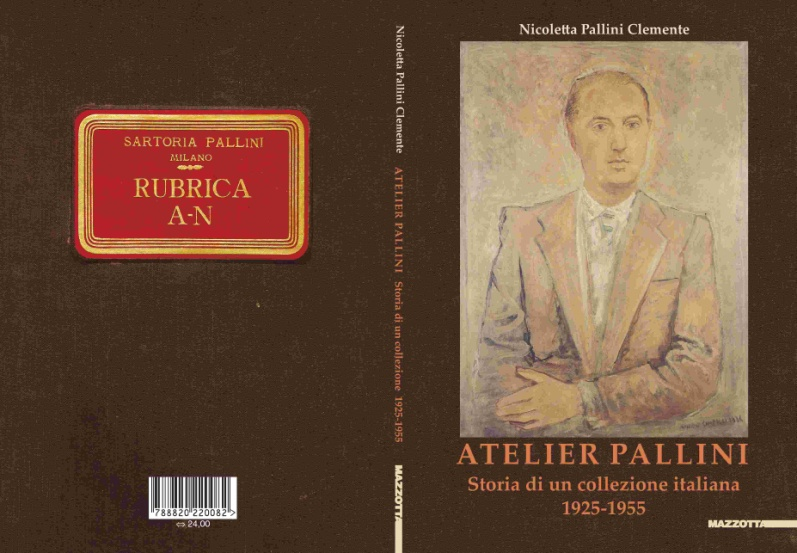 SARTORIA PALLINI
MILANO
RUBRICA
A-N
788820 220082 >
⇔ 24,00
Nicoletta Pallini Clemente ATELIER PALLINI Storia di un collezione 1925-1955 MAZZOTTA
Nicoletta Pallini Clemente
ATELIER PALLINI
Storia di un collezione italiana
1925-1955
MAZZOTTA